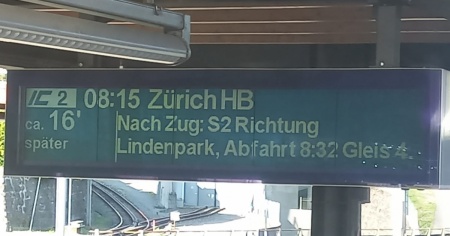 IC 2 08:15 Zürich HB
ca. 16' Nach Zug: S2 Richtung
später Lindenpark, Abfahrt 8:32 Gleis 4.